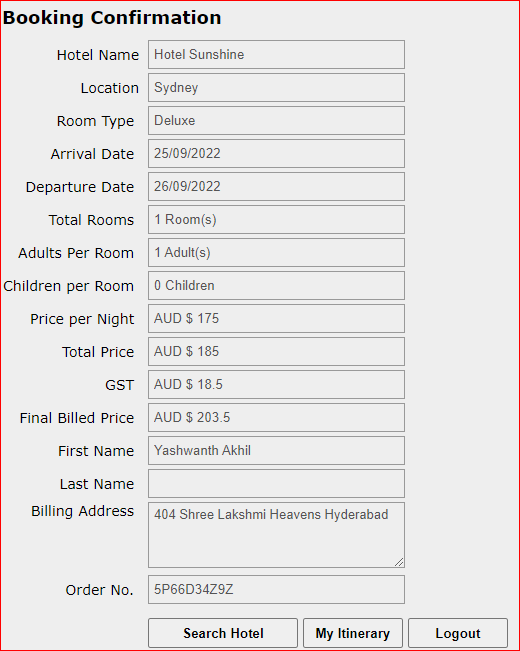 Booking Confirmation
Hotel Name Hotel Sunshine
Location Sydney
Room Type Deluxe
Arrival Date 25/09/2022
Departure Date 26/09/2022
Total Rooms 1 Room(s)
Adults Per Room 1 Adult(s)
Children per Room 0 Children
Price per Night AUD $ 175
Total Price AUD $ 185
GST AUD $ 18.5
Final Billed Price AUD $ 203.5
First Name Yashwanth Akhil
Last Name
Billing Address 404 Shree Lakshmi Heavens Hyderabad
Order No. 5P66D34Z9Z
Search Hotel My Itinerary Logout